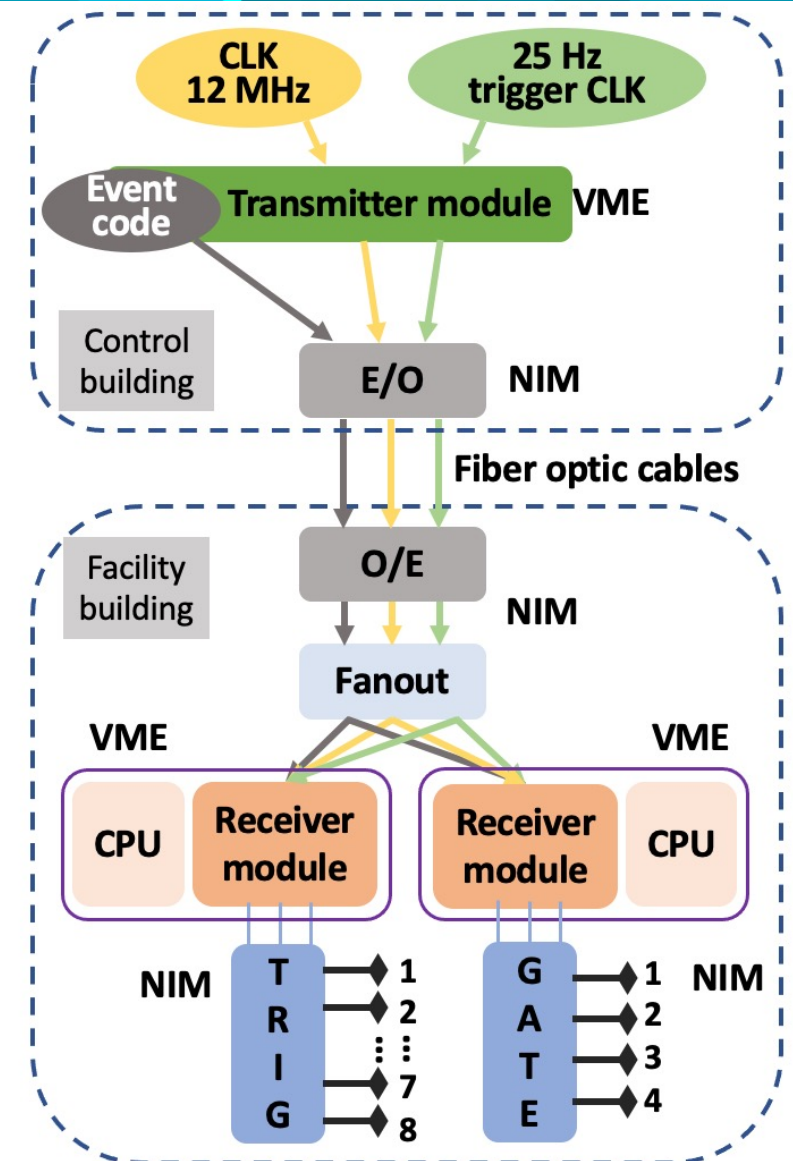 CLK
12 MHz
25 Hz
trigger CLK
Event
code
Transmitter module
VME
Control
building
E/O
NIM
Fiber optic cables
Facility
building
O/E
NIM
Fanout
VME
VME
CPU
Receiver
module
Receiver
module
CPU
NIM
T
R
I
G
1
2
7
8
G
A
T
E
1
2
3
4
NIM